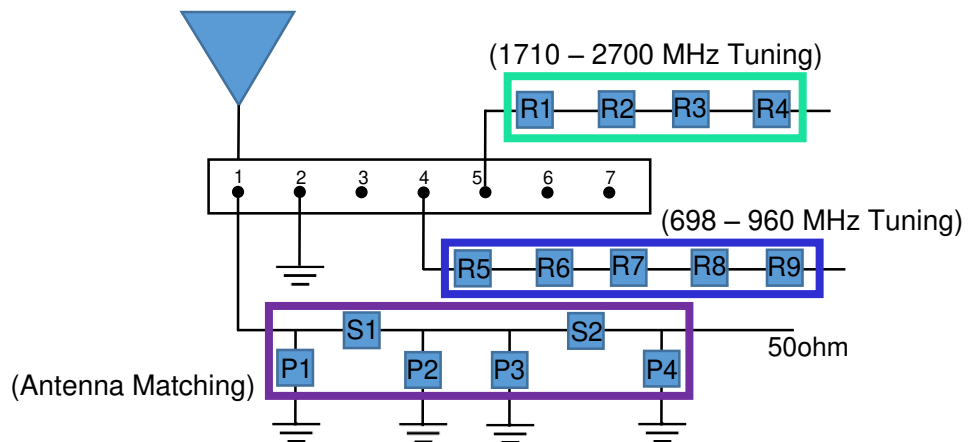 (1710 – 2700 MHz Tuning)
R1 R2 R3 R4
1 2 3 4 5 6 7
(698 – 960 MHz Tuning)
R5 R6 R7 R8 R9
S1 S2
50ohm
P1 P2 P3 P4
(Antenna Matching)